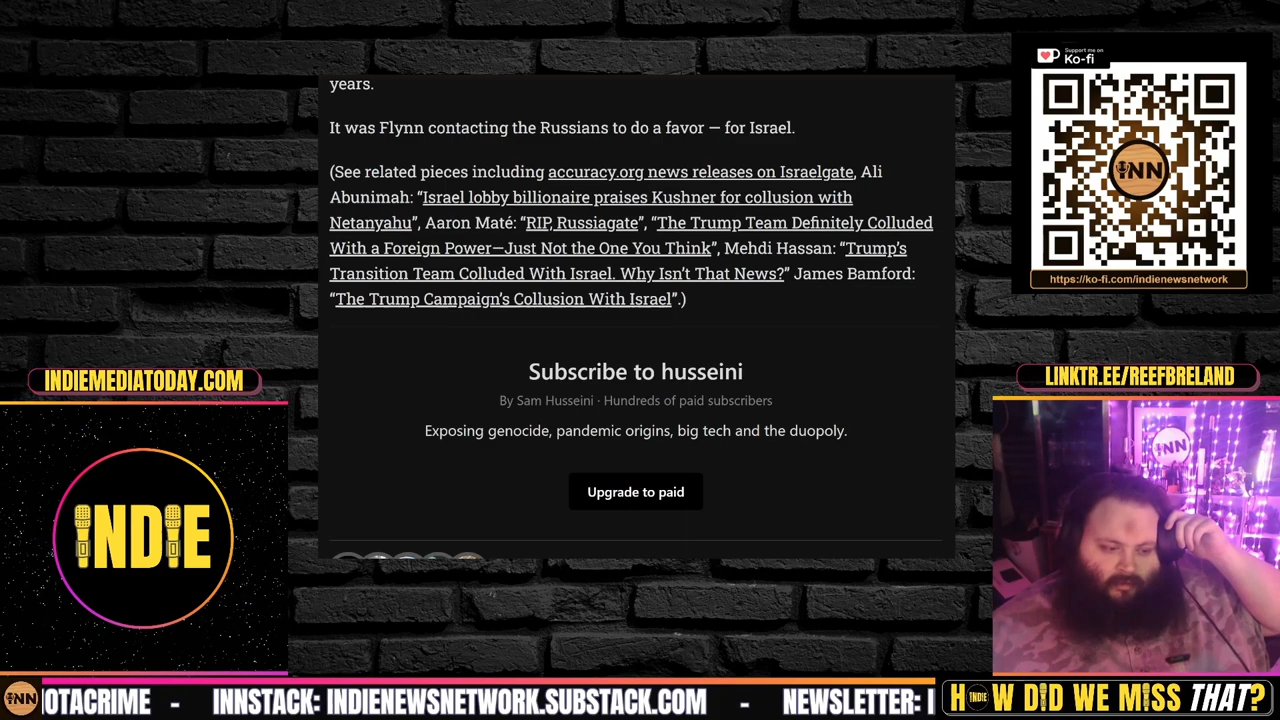 years.
It was Flynn contacting the Russians to do a favor — for Israel.
(See related pieces including accuracy.org news releases on Israelgate, Ali
Abunimah: “Israel lobby billionaire praises Kushner for collusion with
Netanyahu”, Aaron Maté: “RIP, Russiagate”, “The Trump Team Definitely Colluded
With a Foreign Power—Just Not the One You Think”, Mehdi Hassan: “Trump’s
Transition Team Colluded With Israel. Why Isn’t That News?” James Bamford:
“The Trump Campaign’s Collusion With Israel”.)
Subscribe to husseini
By Sam Husseini · Hundreds of paid subscribers
Exposing genocide, pandemic origins, big tech and the duopoly.
Upgrade to paid
Support me on
Ko-fi
INN
https://ko-fi.com/indienewsnetwork
INDIEMEDIATODAY.COM
LINKTR.EE/REEFBRELAND
INDIE
INN
INN
OTACRIME - INNSTACK: INDIENEWSNETWORK.SUBSTACK.COM - NEWSLETTER: I
HOW DID WE MISS THAT?
INDIE